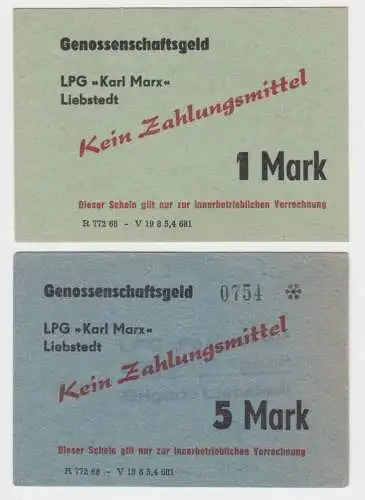 Genossenschaftsgeld
LPG »Karl Marx«
Liebstedt
Kein Zahlungsmittel
1 Mark
Dieser Schein gilt nur zur innerbetrieblichen Verrechnung
R 772 68 - V 19 8 5,4 681
Genossenschaftsgeld 0754
LPG »Karl Marx«
Liebstedt
Kein Zahlungsmittel
5 Mark
Dieser Schein gilt nur zur innerbetrieblichen Verrechnung
R 772 68 - V 19 8 5,4 681